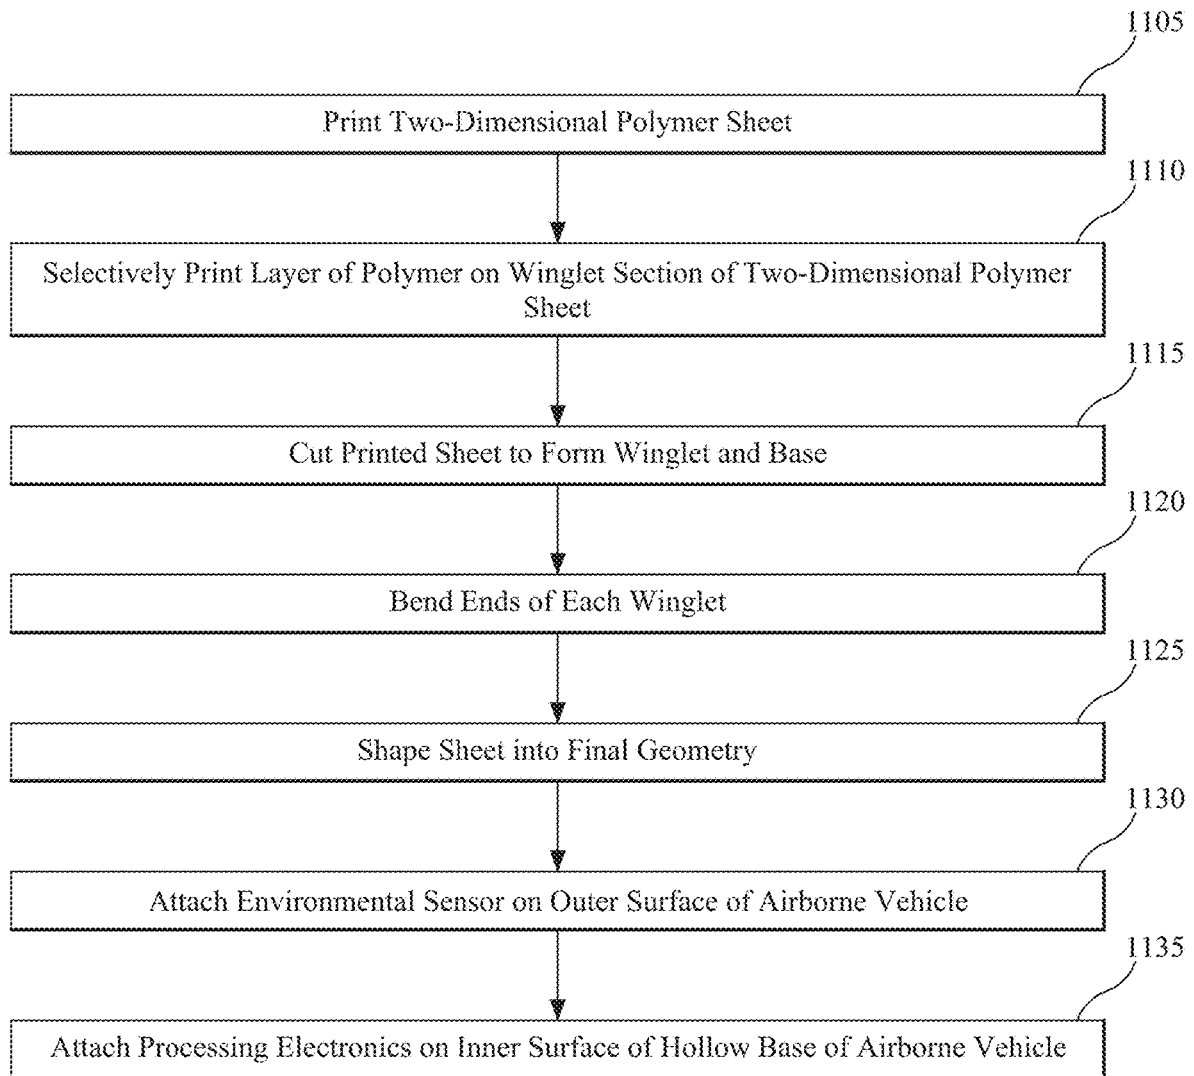 1105
Print Two-Dimensional Polymer Sheet
1110
Selectively Print Layer of Polymer on Winglet Section of Two-Dimensional Polymer
Sheet
1115
Cut Printed Sheet to Form Winglet and Base
1120
Bend Ends of Each Winglet
1125
Shape Sheet into Final Geometry
1130
Attach Environmental Sensor on Outer Surface of Airborne Vehicle
1135
Attach Processing Electronics on Inner Surface of Hollow Base of Airborne Vehicle